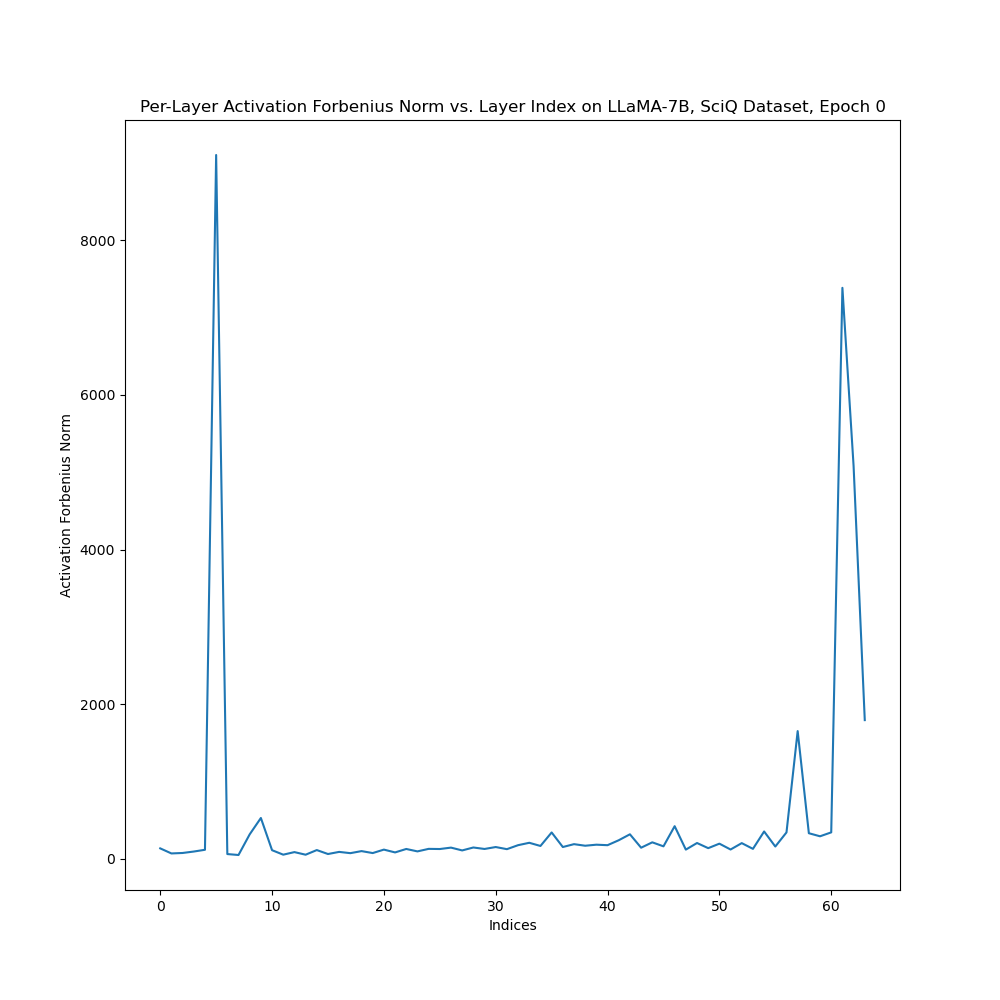 Per-Layer Activation Forbenius Norm vs. Layer Index on LLaMA-7B, SciQ Dataset, Epoch 0
Activation Forbenius Norm
8000
6000
4000
2000
0
0 10 20 30 40 50 60
Indices